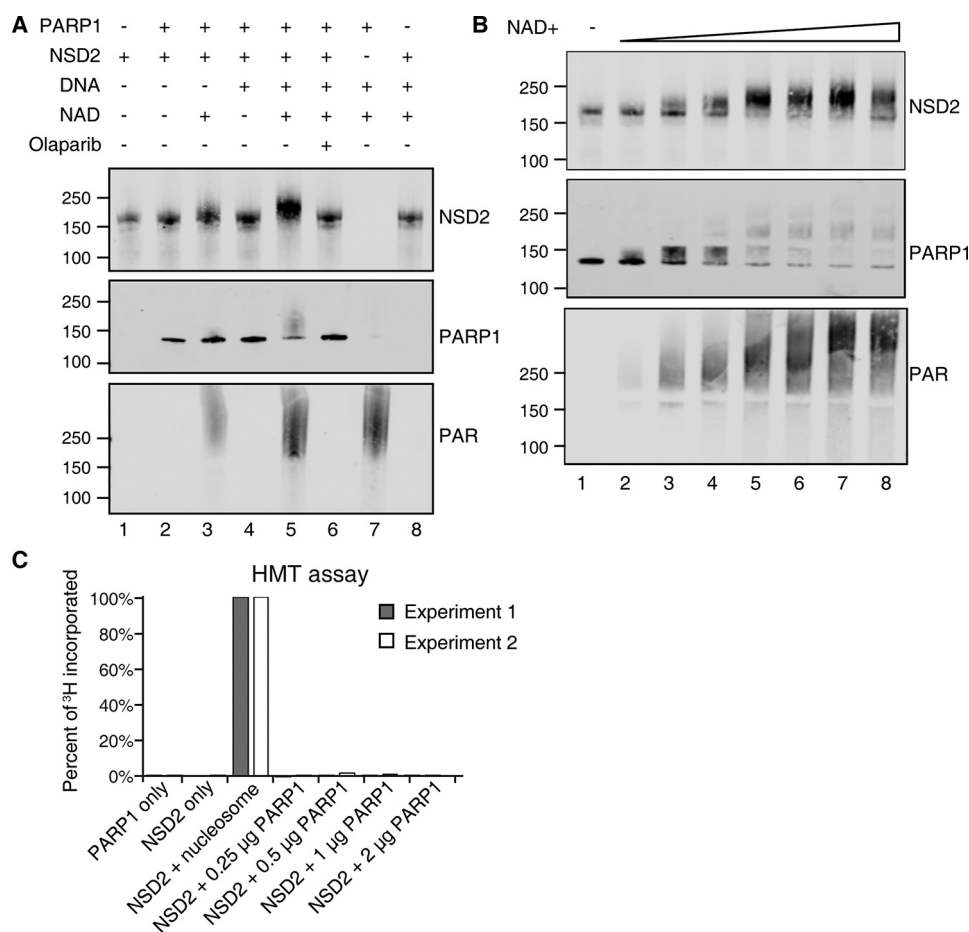 A
PARP1 - + + + + + + -
NSD2 + + + + + + - +
DNA - - - + + + + +
NAD - - + - + + + +
Olaparib - - - - - + - -
250
150
100
NSD2
250
150
100
PARP1
250
150
100
PAR
1 2 3 4 5 6 7 8
B
NAD+ -
250
150
100
NSD2
250
150
100
PARP1
250
150
100
PAR
1 2 3 4 5 6 7 8
C
HMT assay
Percent of ³H incorporated
100%
80%
60%
40%
20%
0%
Experiment 1
Experiment 2
PARP1 only
NSD2 only
NSD2 + nucleosome
NSD2 + 0.25 µg PARP1
NSD2 + 0.5 µg PARP1
NSD2 + 1 µg PARP1
NSD2 + 2 µg PARP1